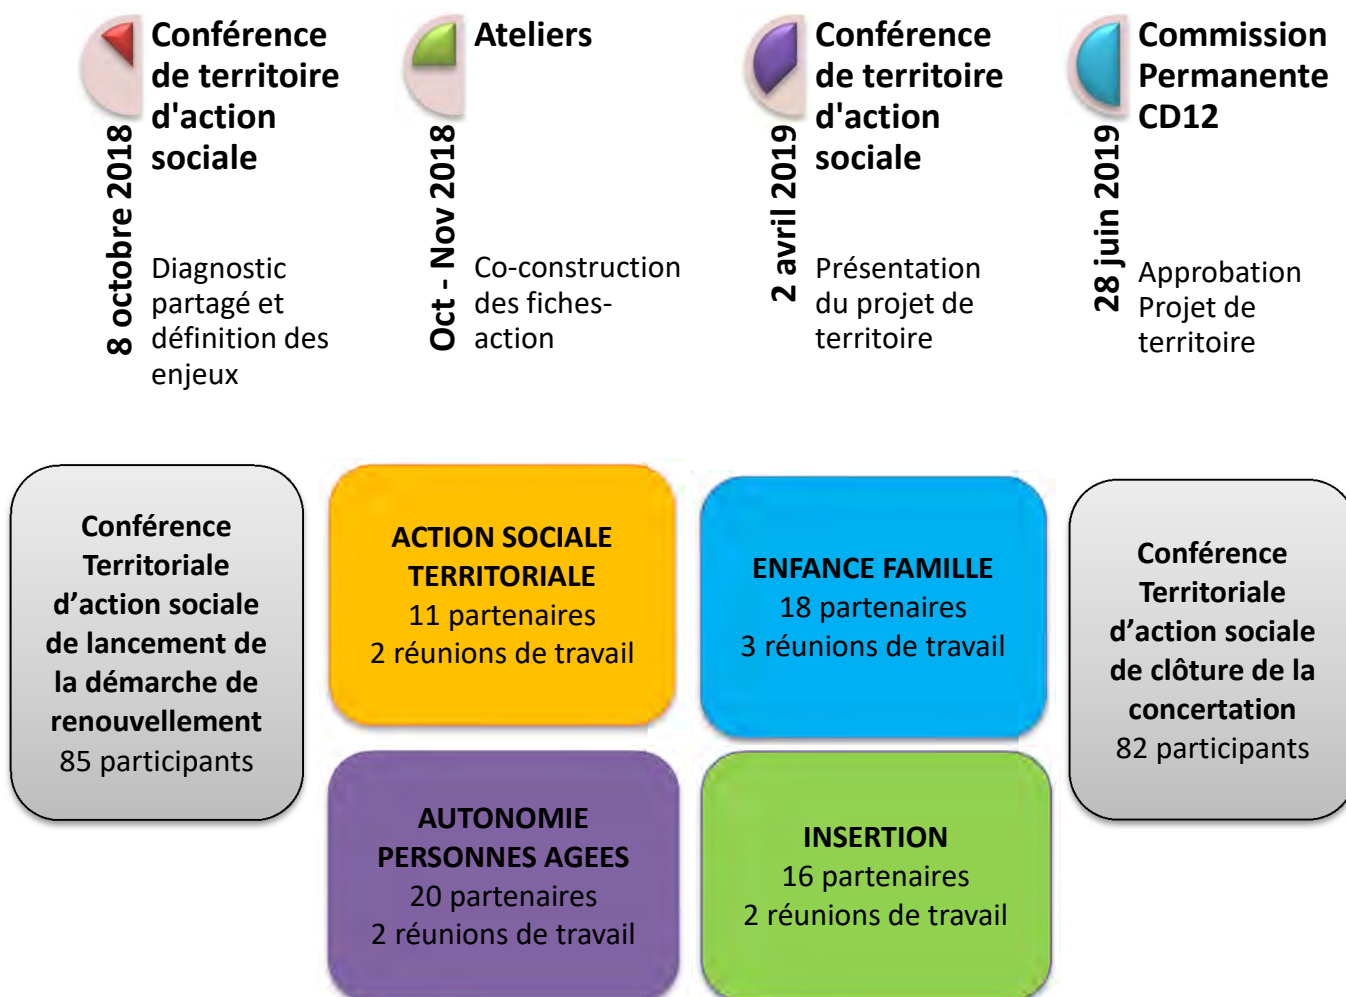 8 octobre 2018
Conférence
de territoire
d'action
sociale
Diagnostic
partagé et
définition des
enjeux
Oct - Nov 2018
Ateliers
Co-construction
des fiches-
action
2 avril 2019
Conférence
de territoire
d'action
sociale
Présentation
du projet de
territoire
28 juin 2019
Commission
Permanente
CD12
Approbation
Projet de
territoire
Conférence
Territoriale
d’action sociale
de lancement de
la démarche de
renouvellement
85 participants
ACTION SOCIALE
TERRITORIALE
11 partenaires
2 réunions de travail
ENFANCE FAMILLE
18 partenaires
3 réunions de travail
AUTONOMIE
PERSONNES AGEES
20 partenaires
2 réunions de travail
INSERTION
16 partenaires
2 réunions de travail
Conférence
Territoriale
d’action sociale
de clôture de la
concertation
82 participants